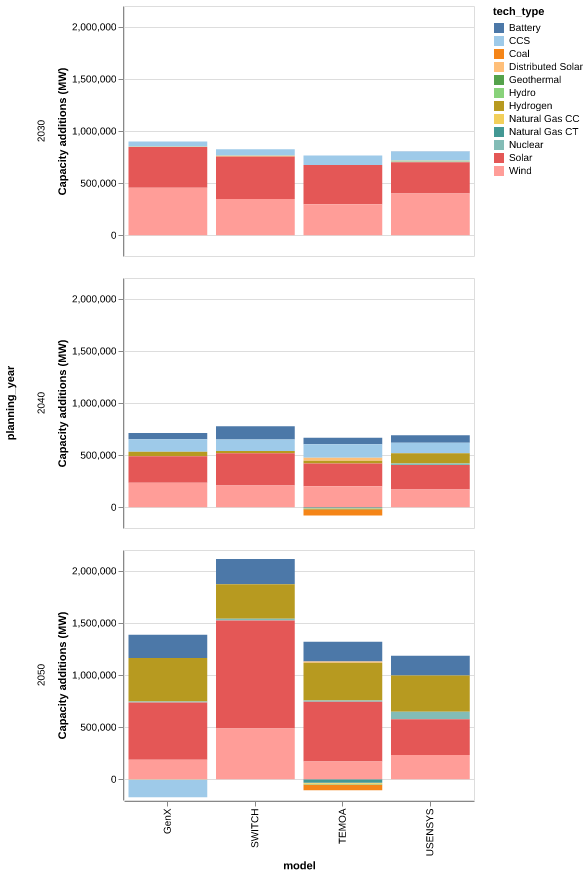 tech_type
Battery
CCS
Coal
Distributed Solar
Geothermal
Hydro
Hydrogen
Natural Gas CC
Natural Gas CT
Nuclear
Solar
Wind
planning_year
2030
Capacity additions (MW)
2,000,000
1,500,000
1,000,000
500,000
0
2040
Capacity additions (MW)
2,000,000
1,500,000
1,000,000
500,000
0
2050
Capacity additions (MW)
2,000,000
1,500,000
1,000,000
500,000
0
GenX
SWITCH
TEMOA
USENSYS
model